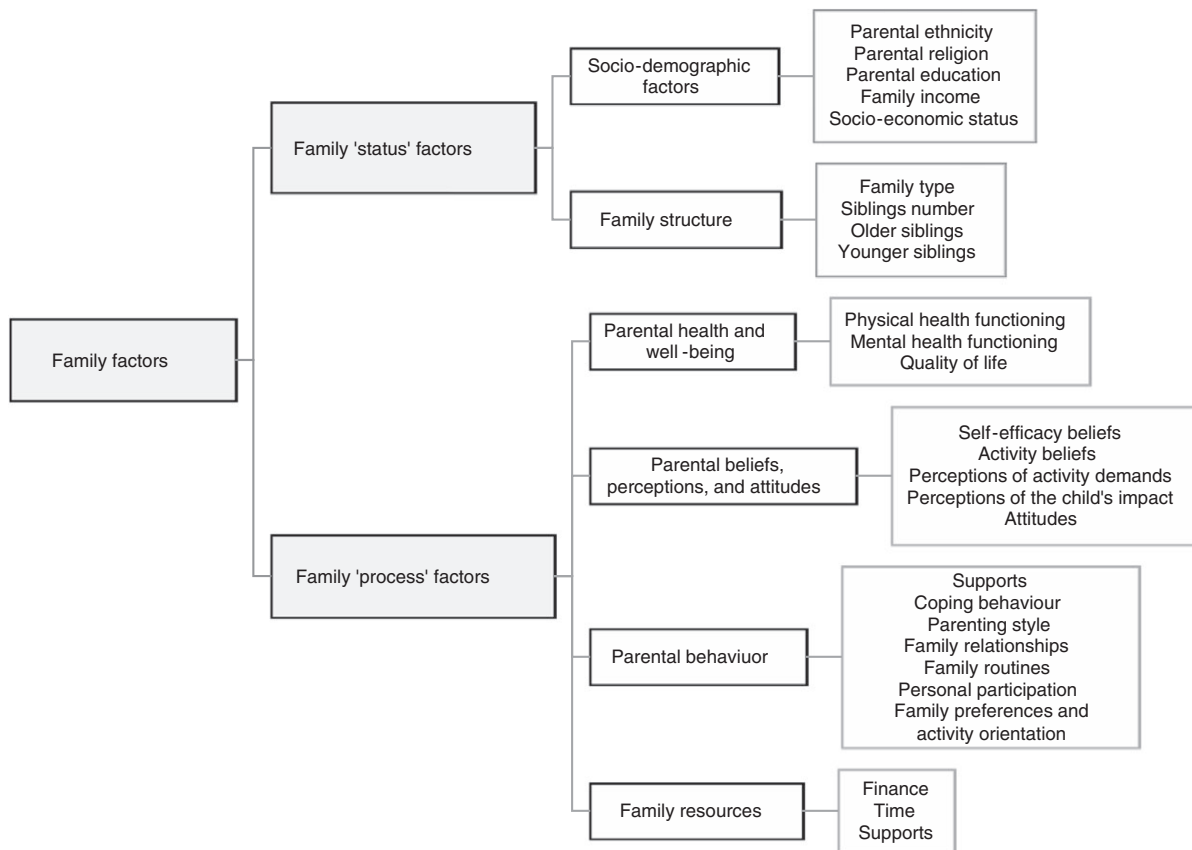 Family factors
Family 'status' factors
Socio-demographic
factors
Parental ethnicity
Parental religion
Parental education
Family income
Socio-economic status
Family structure
Family type
Siblings number
Older siblings
Younger siblings
Family 'process' factors
Parental health and
well -being
Physical health functioning
Mental health functioning
Quality of life
Parental beliefs,
perceptions, and attitudes
Self-efficacy beliefs
Activity beliefs
Perceptions of activity demands
Perceptions of the child's impact
Attitudes
Parental behaviuor
Supports
Coping behaviour
Parenting style
Family relationships
Family routines
Personal participation
Family preferences and
activity orientation
Family resources
Finance
Time
Supports